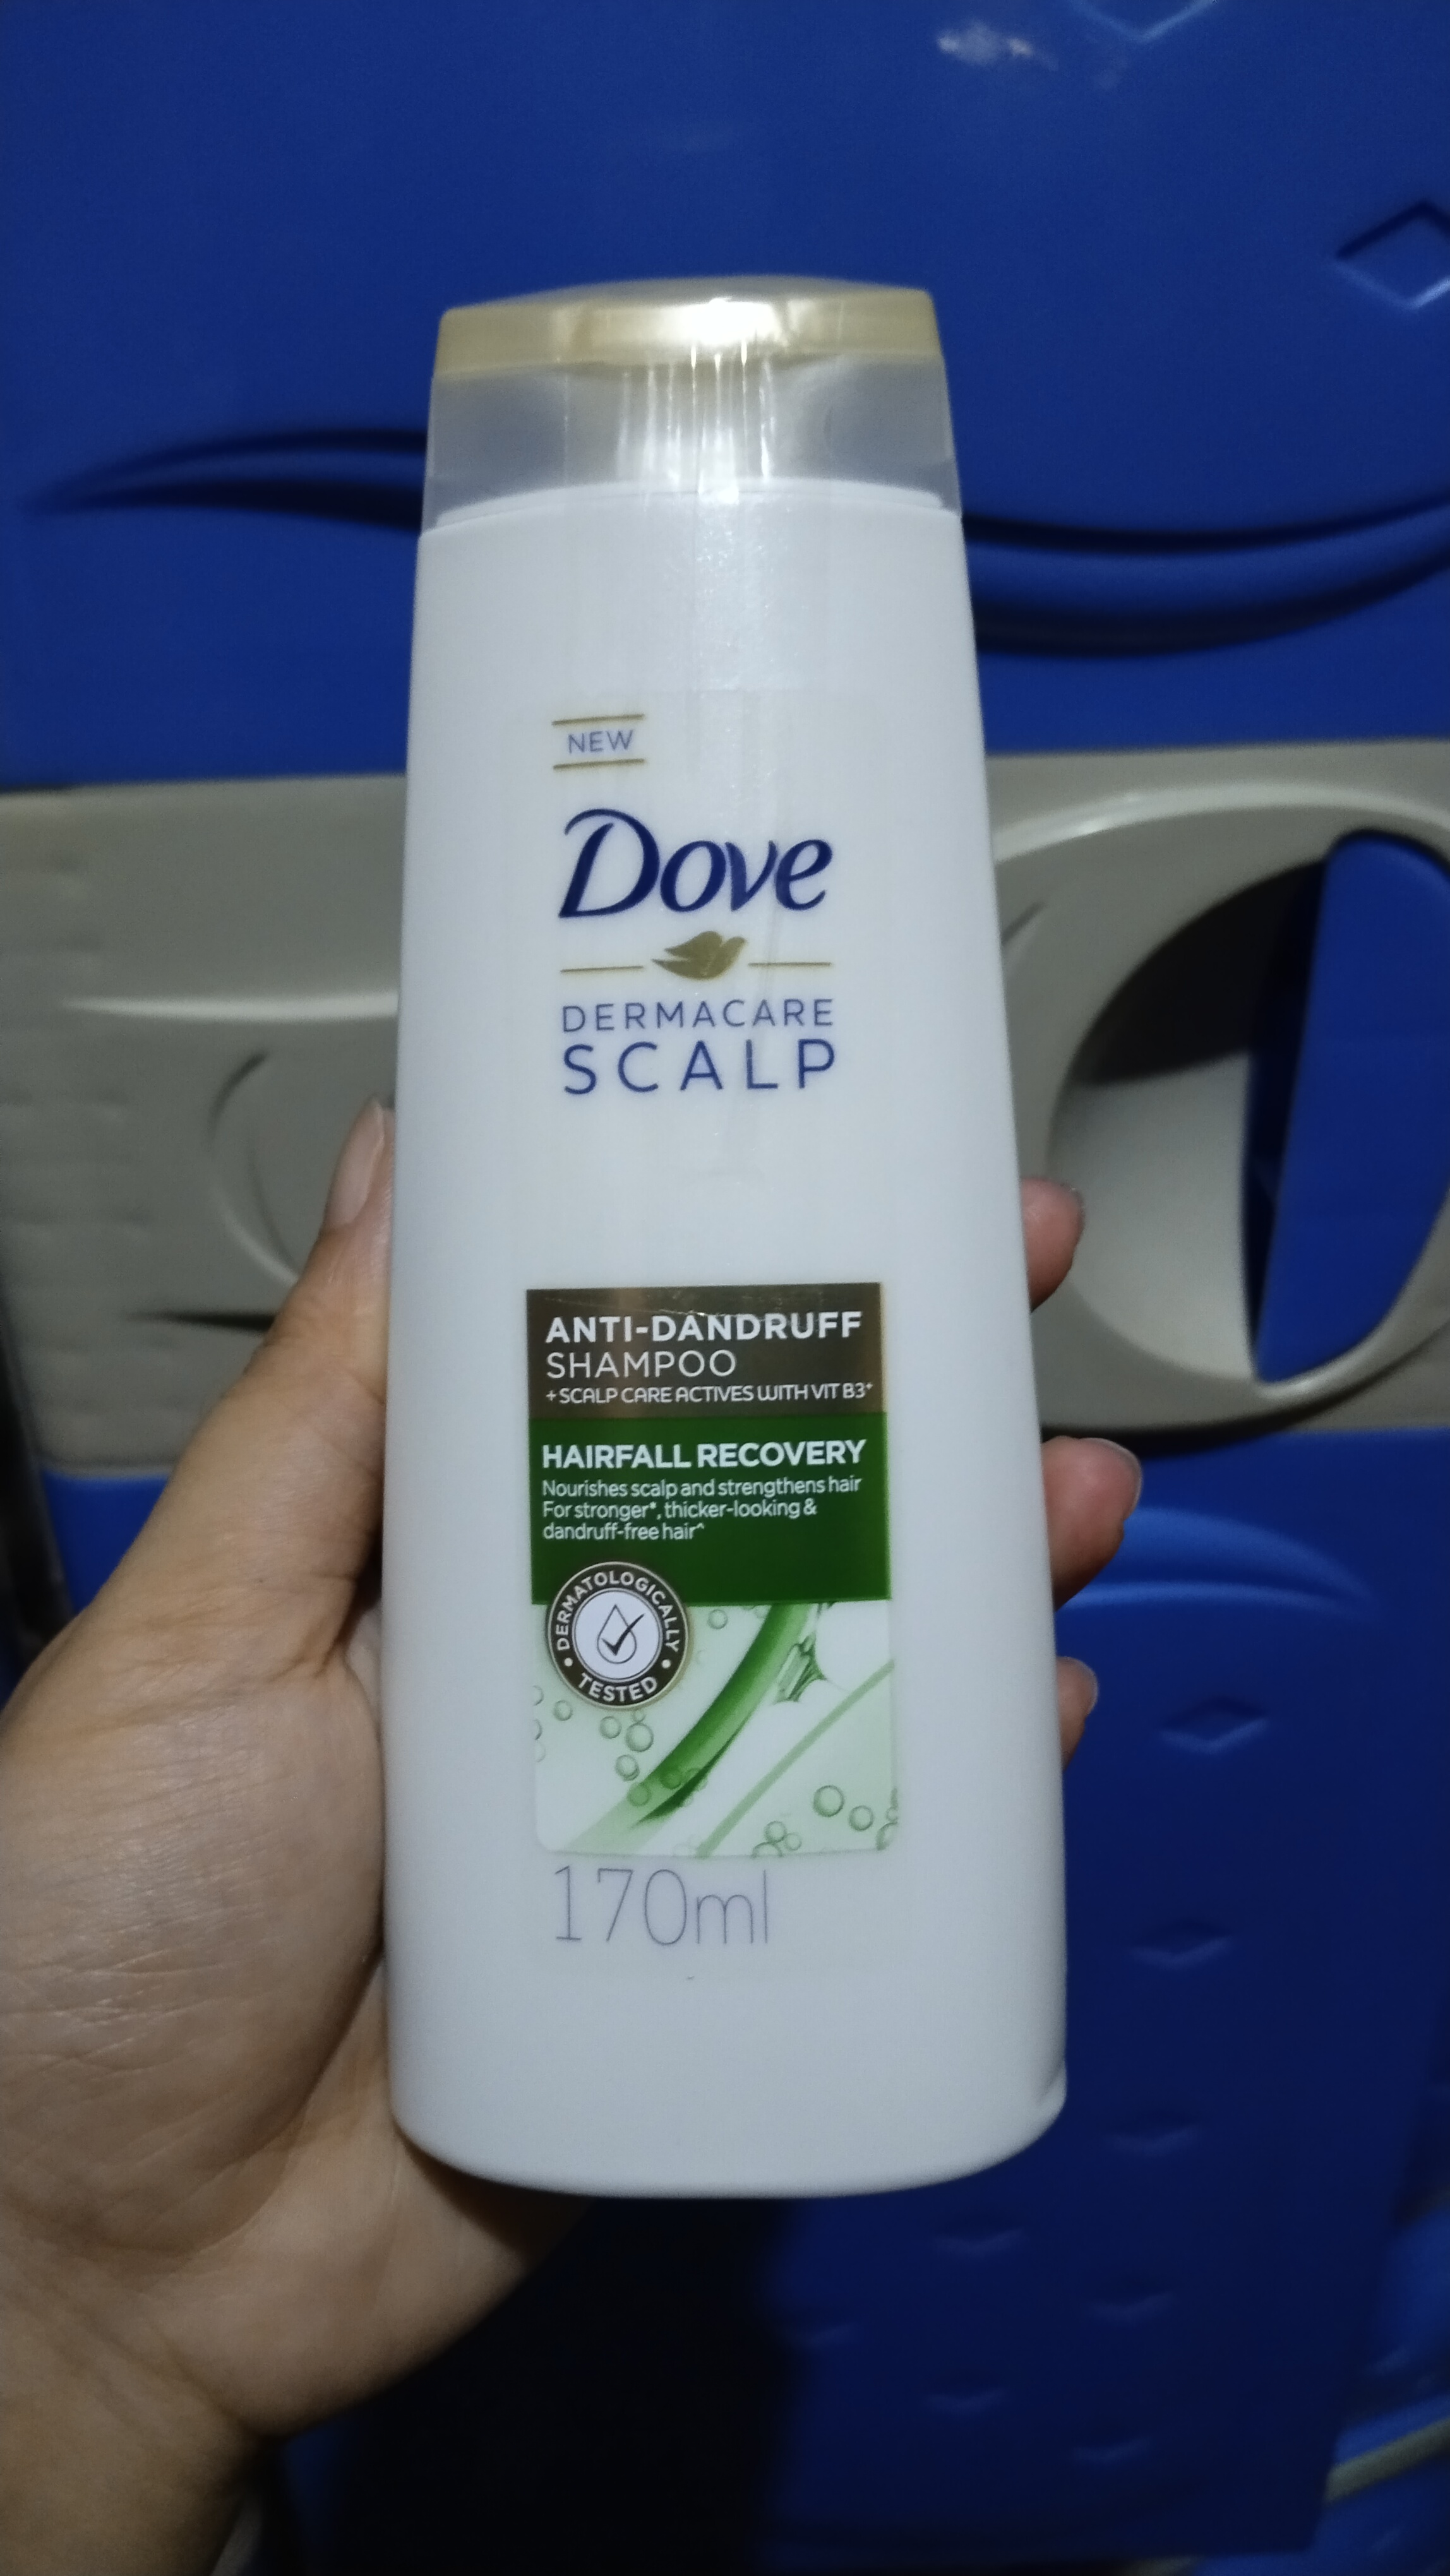 NEW
Dove
DERMACARE
SCALP
ANTI-DANDRUFF
SHAMPOO
+ SCALP CARE ACTIVES WITH VIT B3*
HAIRFALL RECOVERY
Nourishes scalp and strengthens hair
For stronger*, thicker-looking &
dandruff-free hair^
DERMATOLOGICALLY
TESTED
170ml